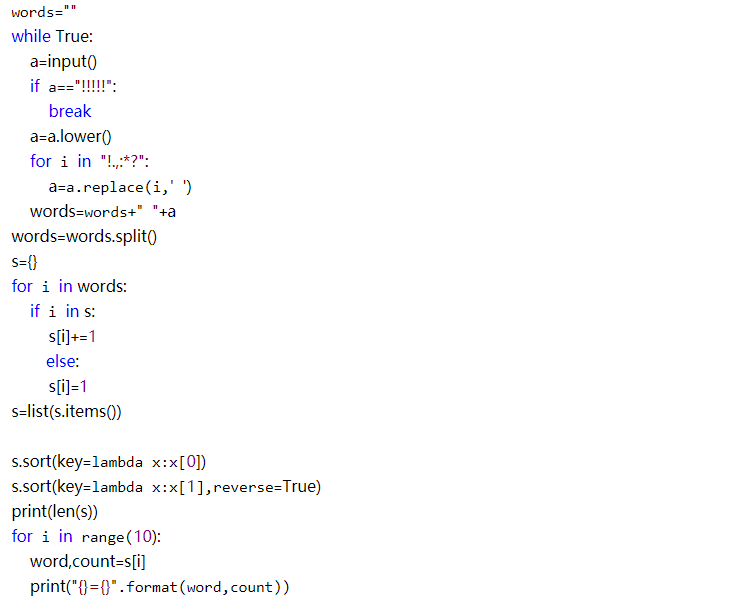 words=""
while True:
    a=input()
    if a=="!!!!!":
        break
    a=a.lower()
    for i in "!.,:*?":
        a=a.replace(i,' ')
    words=words+" "+a
words=words.split()
s={}
for i in words:
    if i in s:
        s[i]+=1
        else:
        s[i]=1
s=list(s.items())

s.sort(key=lambda x:x[0])
s.sort(key=lambda x:x[1],reverse=True)
print(len(s))
for i in range(10):
    word,count=s[i]
    print("{}={}".format(word,count))